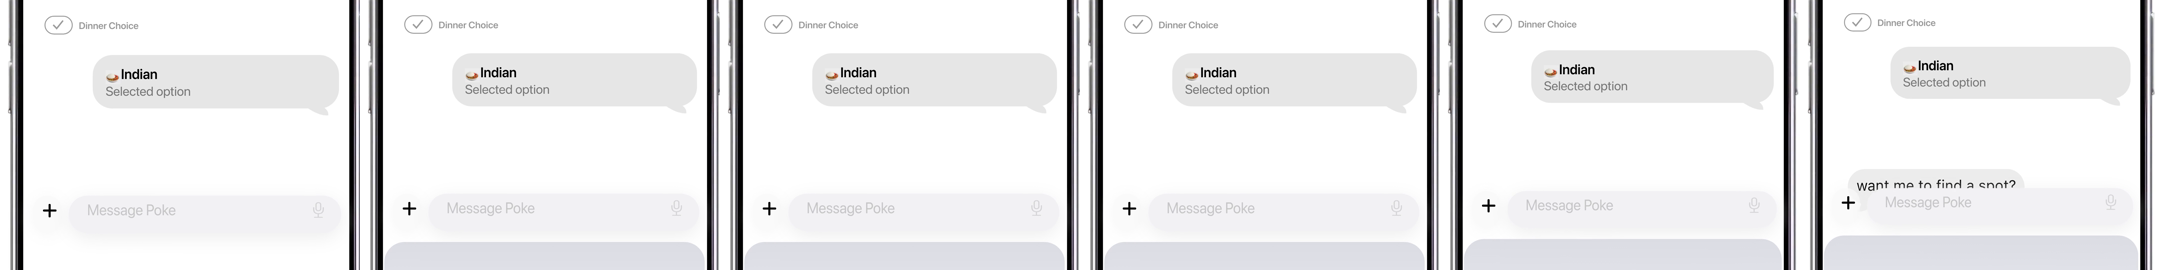 Dinner Choice
Indian
Selected option
Message Poke
Dinner Choice
Indian
Selected option
Message Poke
Dinner Choice
Indian
Selected option
Message Poke
Dinner Choice
Indian
Selected option
Message Poke
Dinner Choice
Indian
Selected option
Message Poke
Dinner Choice
Indian
Selected option
want me to find a spot?
Message Poke